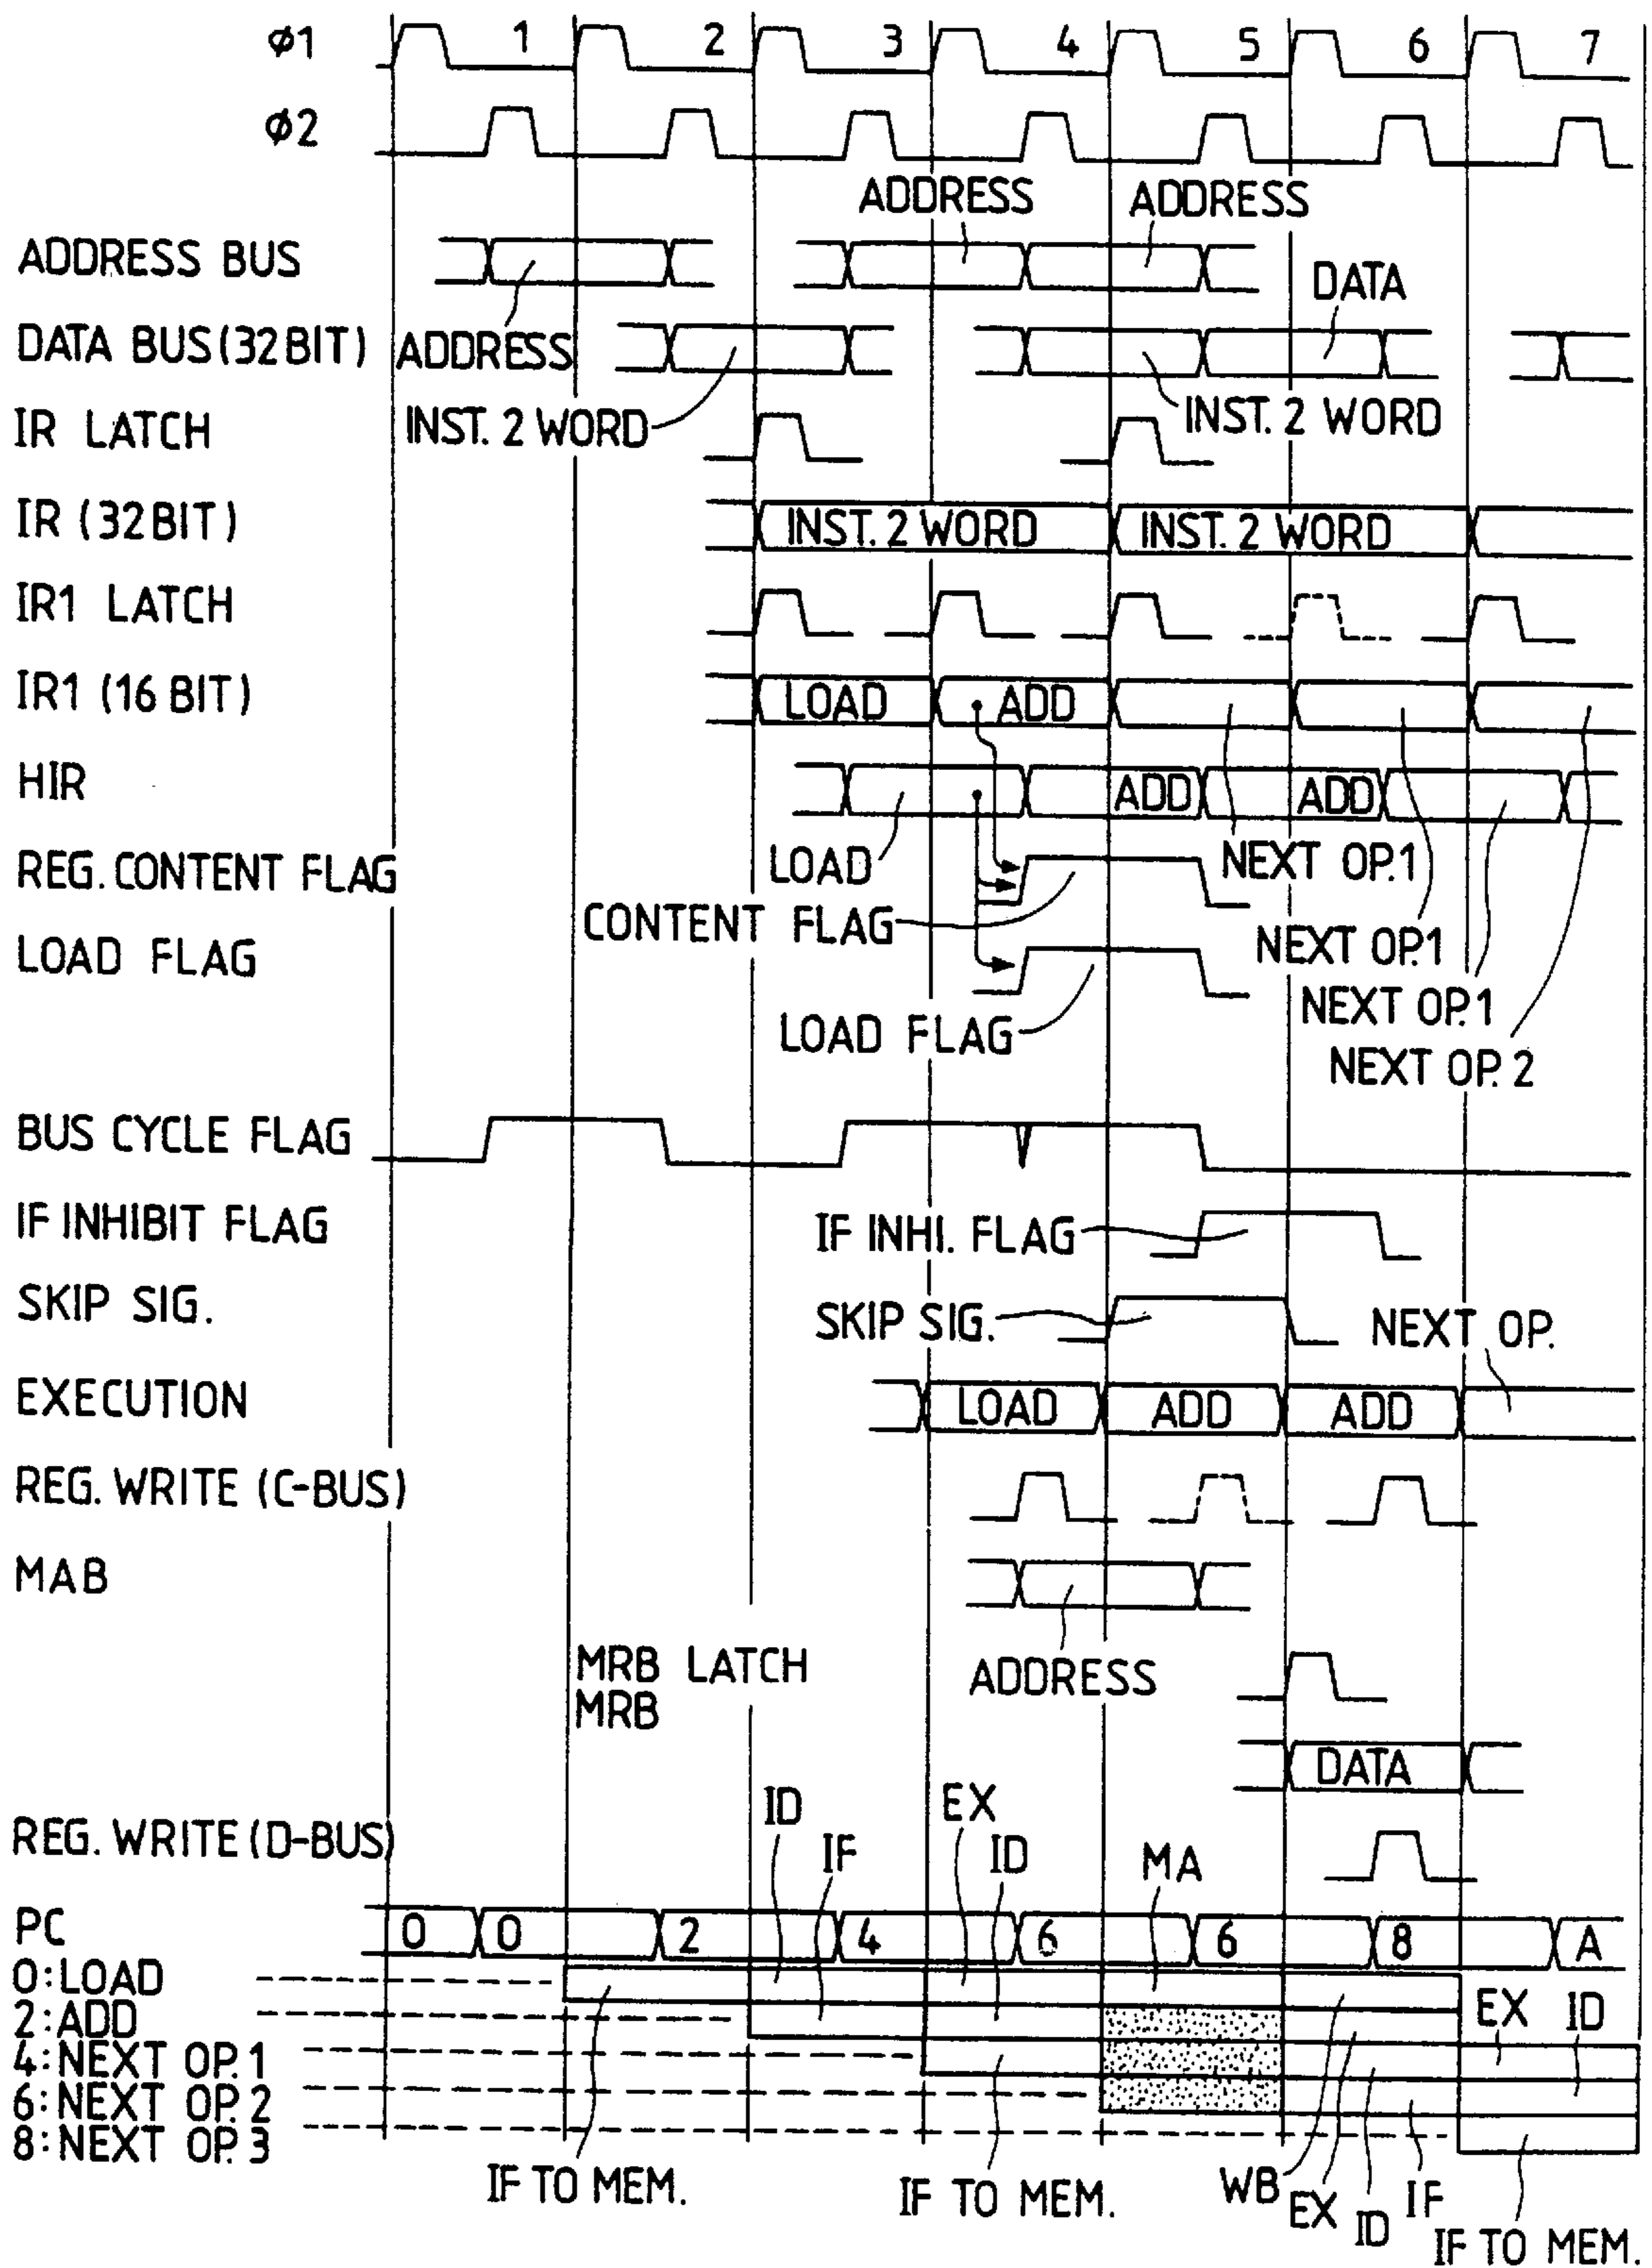 ø1 1 2 3 4 5 6 7
ø2
ADDRESS ADDRESS
ADDRESS BUS
DATA
DATA BUS (32 BIT) ADDRESS
IR LATCH INST. 2 WORD INST. 2 WORD
IR (32 BIT) INST. 2 WORD INST. 2 WORD
IR1 LATCH
IR1 (16 BIT) LOAD ADD
HIR ADD ADD
REG. CONTENT FLAG LOAD NEXT OP.1
CONTENT FLAG
LOAD FLAG NEXT OP.1
NEXT OP.1
LOAD FLAG
NEXT OP. 2
BUS CYCLE FLAG
IF INHIBIT FLAG IF INHI. FLAG
SKIP SIG. SKIP SIG. NEXT OP.
EXECUTION LOAD ADD ADD
REG. WRITE (C-BUS)
MAB
MRB LATCH ADDRESS
MRB
DATA
ID EX
REG. WRITE (D-BUS) IF ID MA
PC 0 0 2 4 6 6 8 A
0:LOAD
2:ADD EX ID
4:NEXT OP.1
6:NEXT OP.2
8:NEXT OP.3
IF TO MEM. IF TO MEM. WB EX ID IF
IF TO MEM.